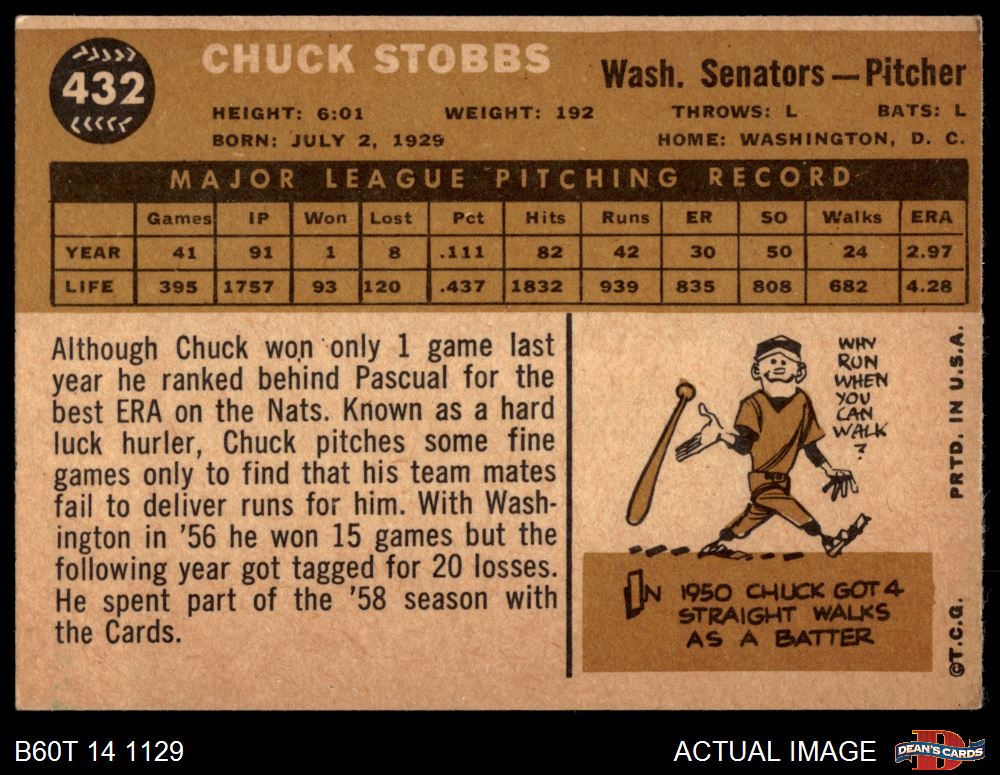 432
CHUCK STOBBS
Wash. Senators—Pitcher
HEIGHT: 6:01 WEIGHT: 192 THROWS: L BATS: L
BORN: JULY 2, 1929 HOME: WASHINGTON, D. C.
MAJOR LEAGUE PITCHING RECORD
Games IP Won Lost Pct Hits Runs ER SO Walks ERA
YEAR 41 91 1 8 .111 82 42 30 50 24 2.97
LIFE 395 1757 93 120 .437 1832 939 835 808 682 4.28
Although Chuck won only 1 game last
year he ranked behind Pascual for the
best ERA on the Nats. Known as a hard
luck hurler, Chuck pitches some fine
games only to find that his team mates
fail to deliver runs for him. With Wash-
ington in '56 he won 15 games but the
following year got tagged for 20 losses.
He spent part of the '58 season with
the Cards.
WHY
RUN
WHEN
YOU
CAN
WALK
?
IN 1950 CHUCK GOT 4
STRAIGHT WALKS
AS A BATTER
©T.C.G. PRTD. IN U.S.A.
B60T 14 1129
ACTUAL IMAGE
D
DEAN'S CARDS